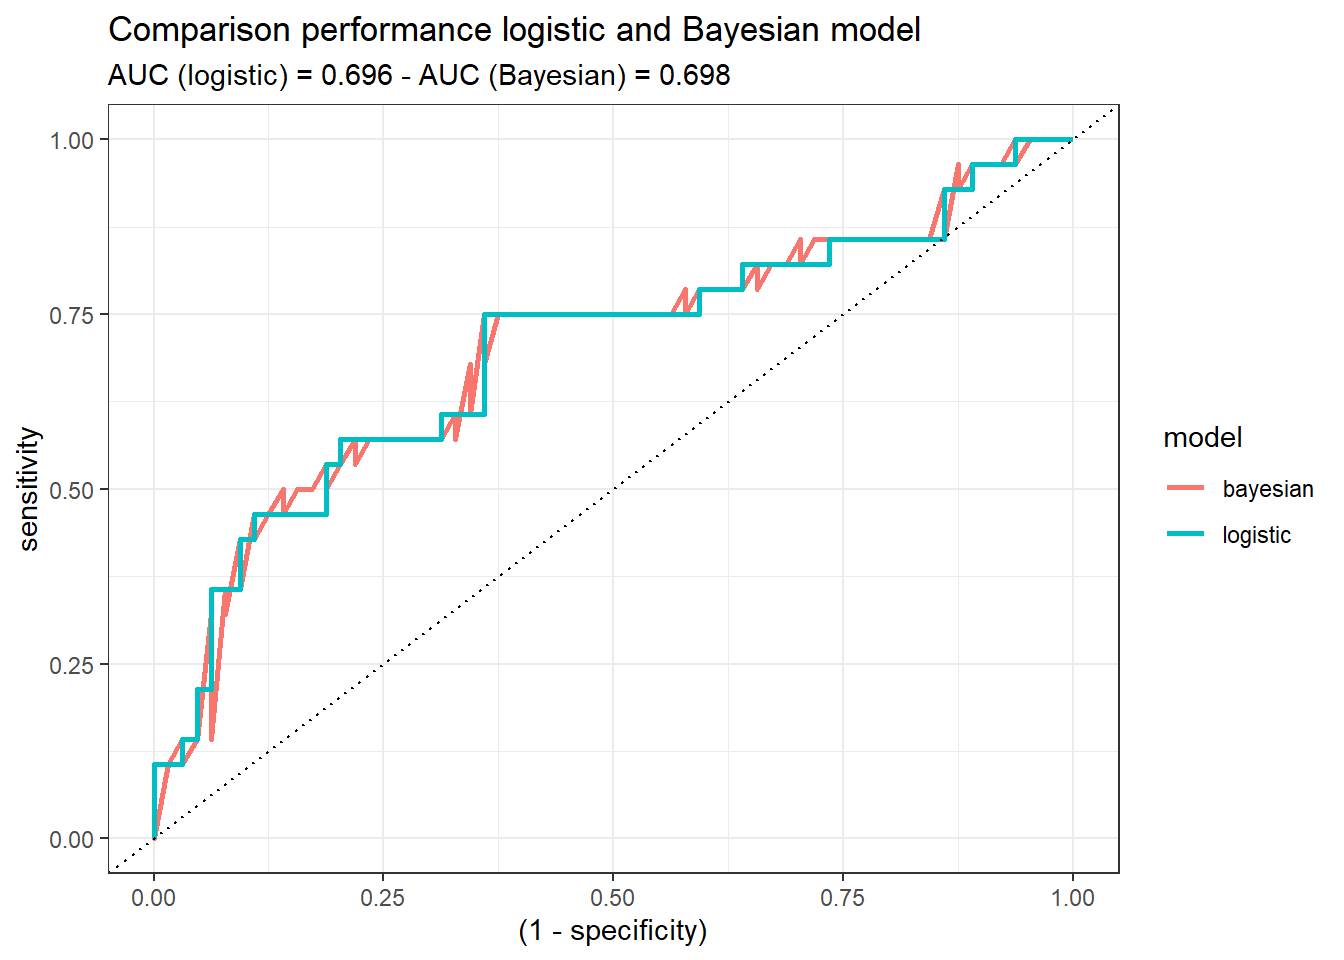 Comparison performance logistic and Bayesian model
AUC (logistic) = 0.696 - AUC (Bayesian) = 0.698
1.00
0.75
0.50
0.25
0.00
sensitivity
0.00 0.25 0.50 0.75 1.00
(1 - specificity)
model
bayesian
logistic